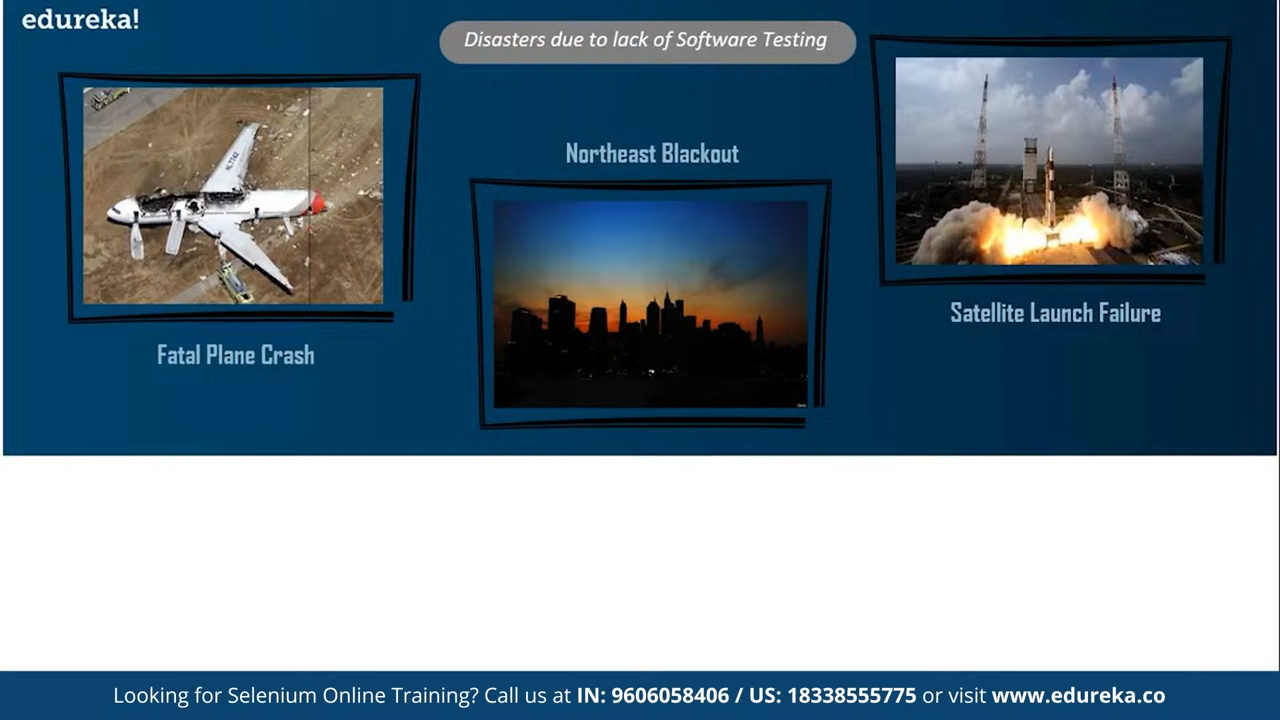 edureka!
Disasters due to lack of Software Testing
Northeast Blackout
Satellite Launch Failure
Fatal Plane Crash
Looking for Selenium Online Training? Call us at IN: 9606058406 / US: 18338555775 or visit www.edureka.co